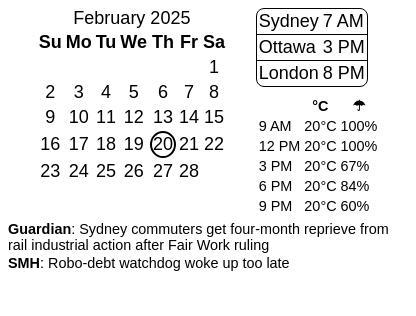 February 2025
Su Mo Tu We Th Fr Sa
1
2 3 4 5 6 7 8
9 10 11 12 13 14 15
16 17 18 19 20 21 22
23 24 25 26 27 28
Sydney 7 AM
Ottawa 3 PM
London 8 PM
°C ☂
9 AM 20°C 100%
12 PM 20°C 100%
3 PM 20°C 67%
6 PM 20°C 84%
9 PM 20°C 60%
Guardian: Sydney commuters get four-month reprieve from
rail industrial action after Fair Work ruling
SMH: Robo-debt watchdog woke up too late